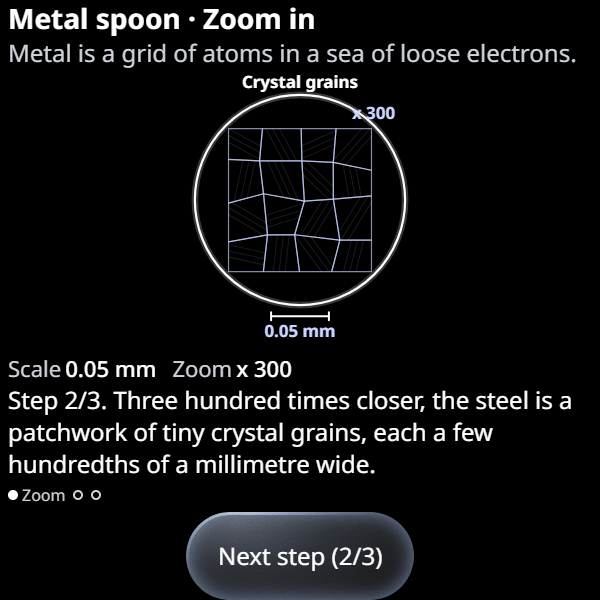 Metal spoon · Zoom in
Metal is a grid of atoms in a sea of loose electrons.
Crystal grains
x 300
0.05 mm
Scale 0.05 mm Zoom x 300
Step 2/3. Three hundred times closer, the steel is a
patchwork of tiny crystal grains, each a few
hundredths of a millimetre wide.
Zoom
Next step (2/3)